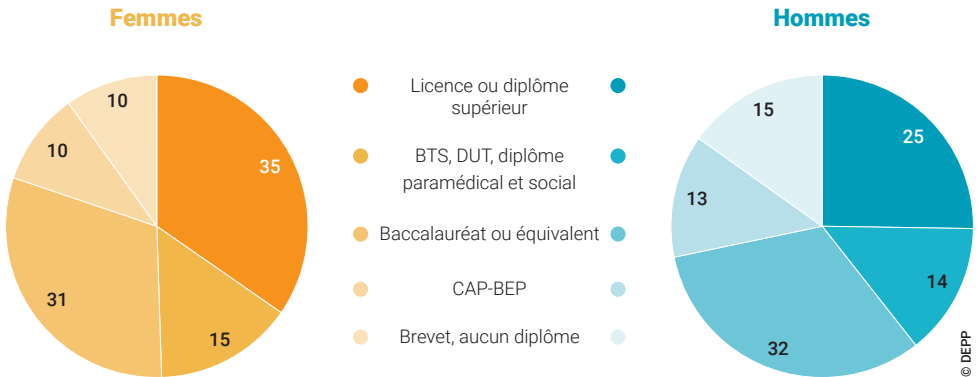 Femmes
Hommes
10
10
35
31
15
Licence ou diplôme
supérieur
BTS, DUT, diplôme
paramédical et social
Baccalauréat ou équivalent
CAP-BEP
Brevet, aucun diplôme
15
25
13
14
32
© DEPP